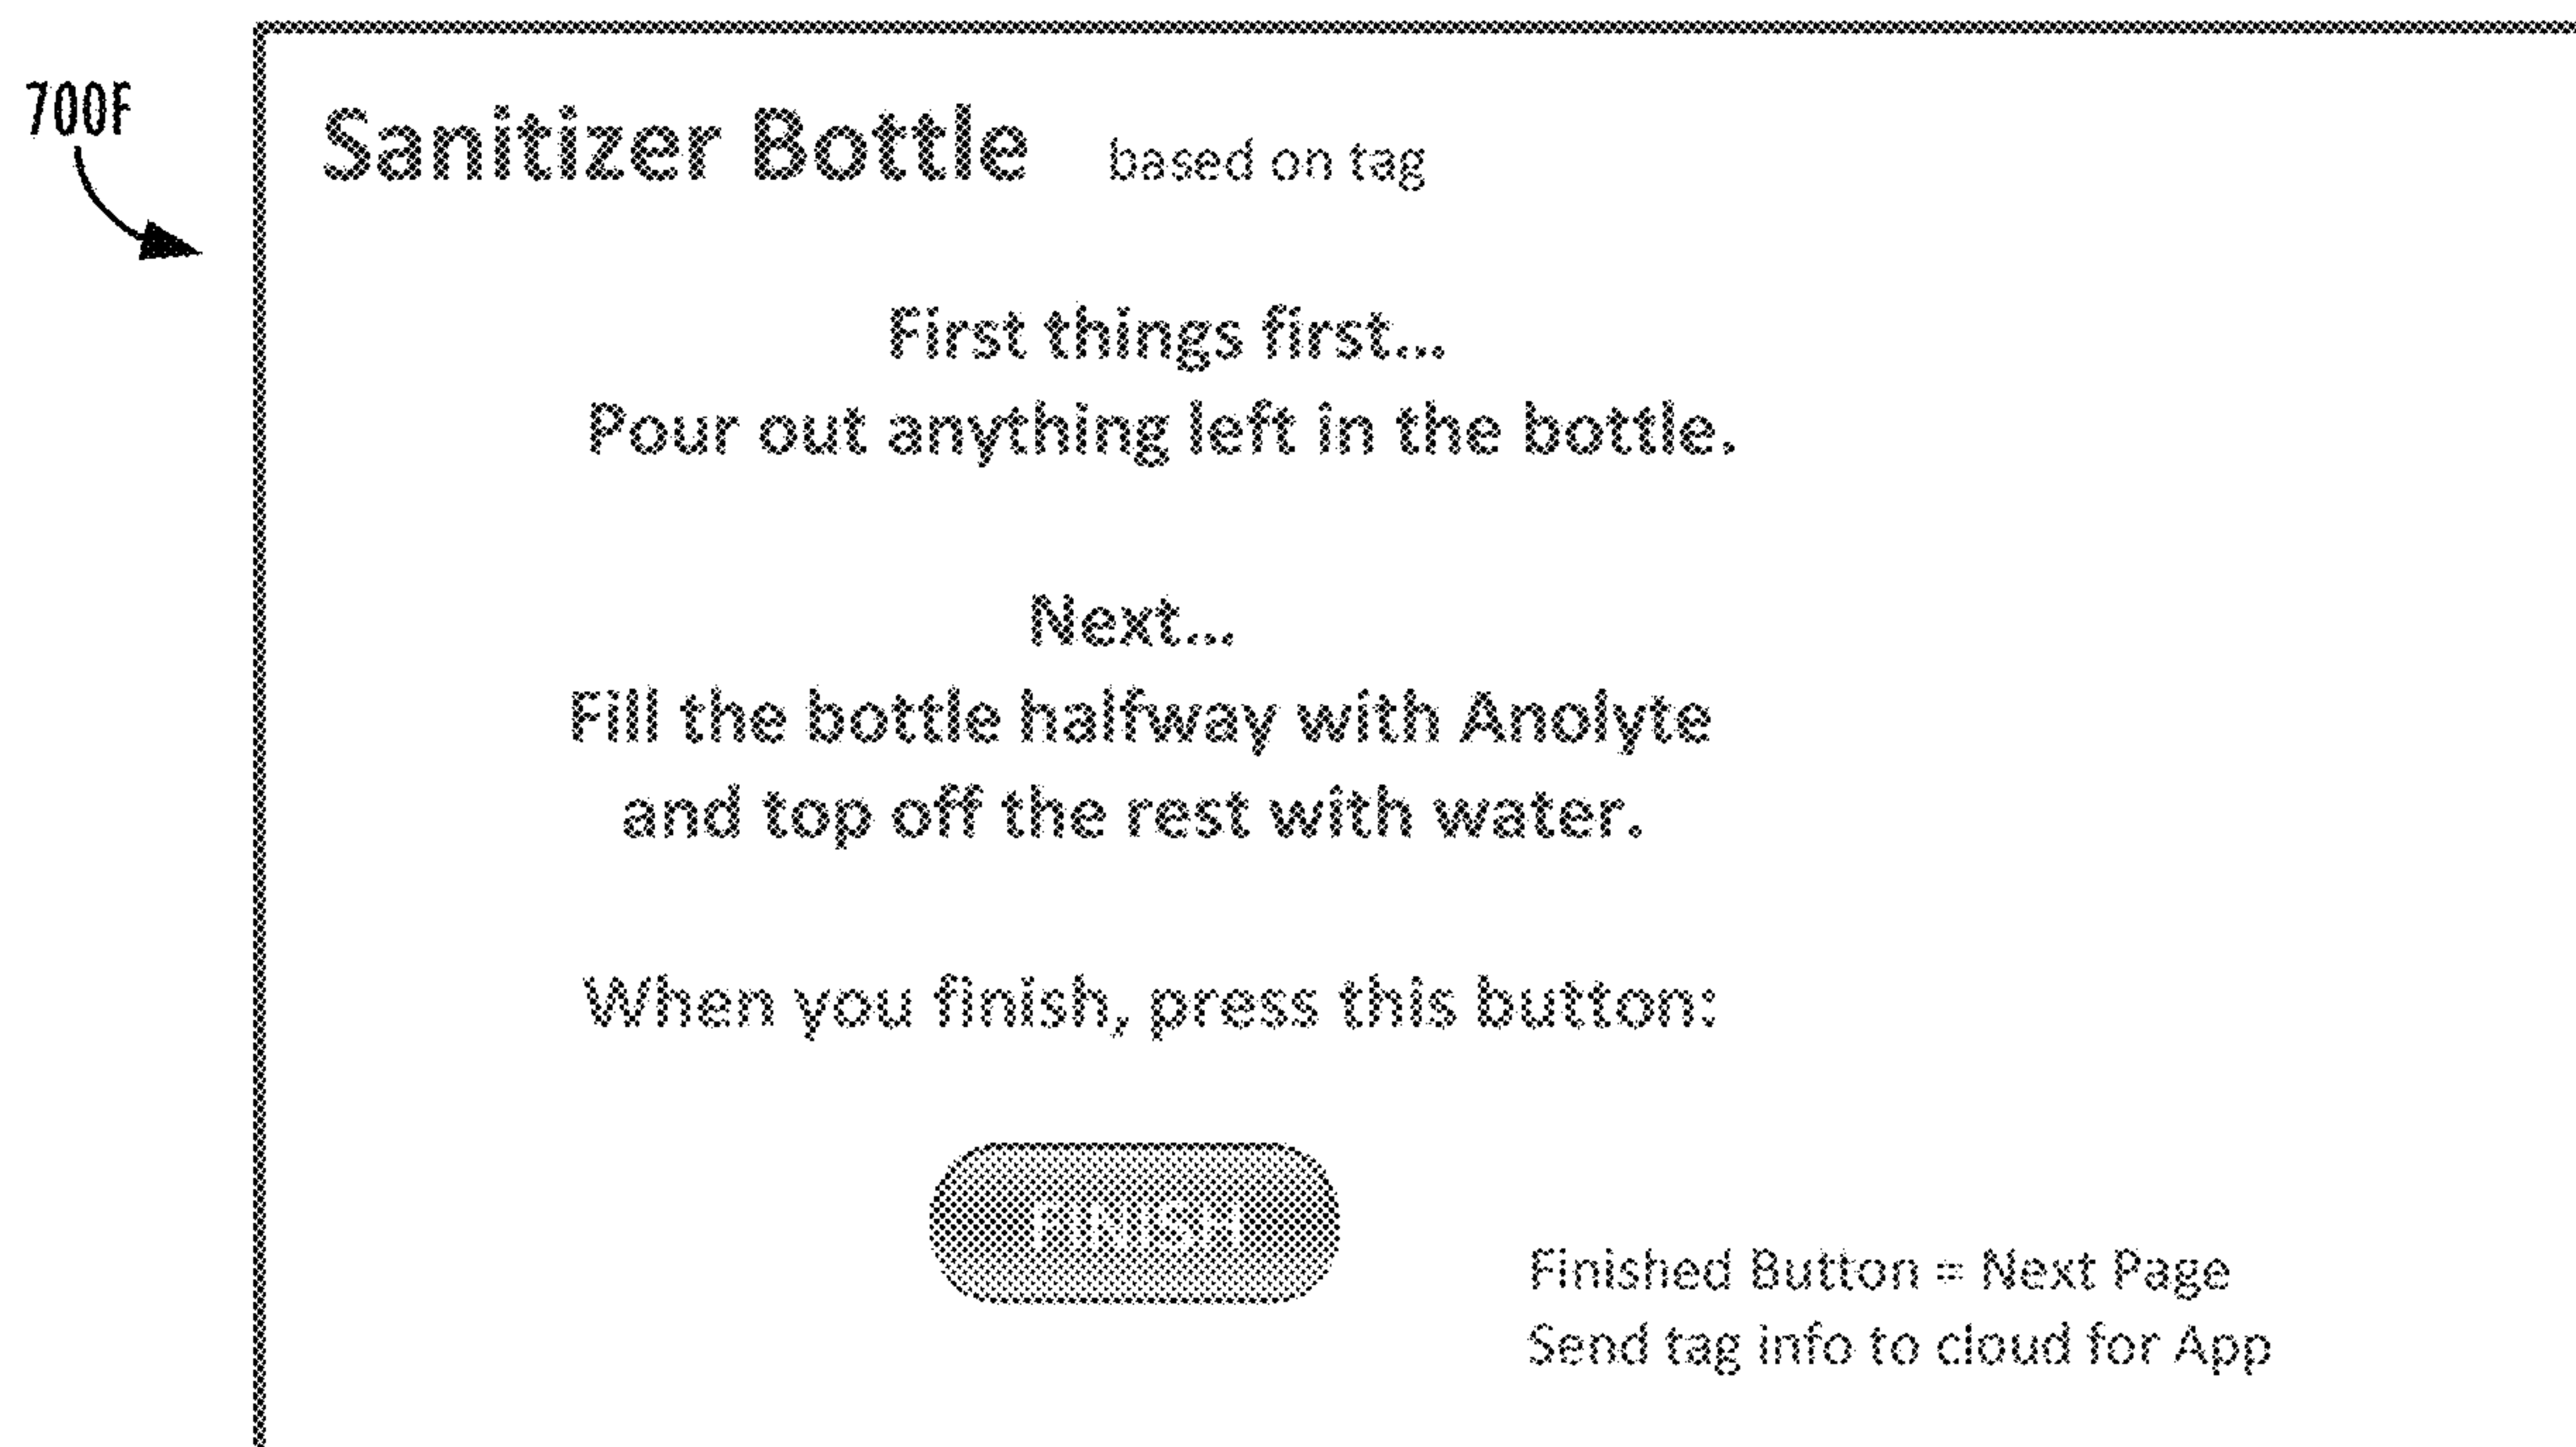 700F
Sanitizer Bottle based on tag
First things first...
Pour out anything left in the bottle.
Next...
Fill the bottle halfway with Anolyte
and top off the rest with water.
When you finish, press this button:
FINISH
Finished Button = Next Page
Send tag info to cloud for App